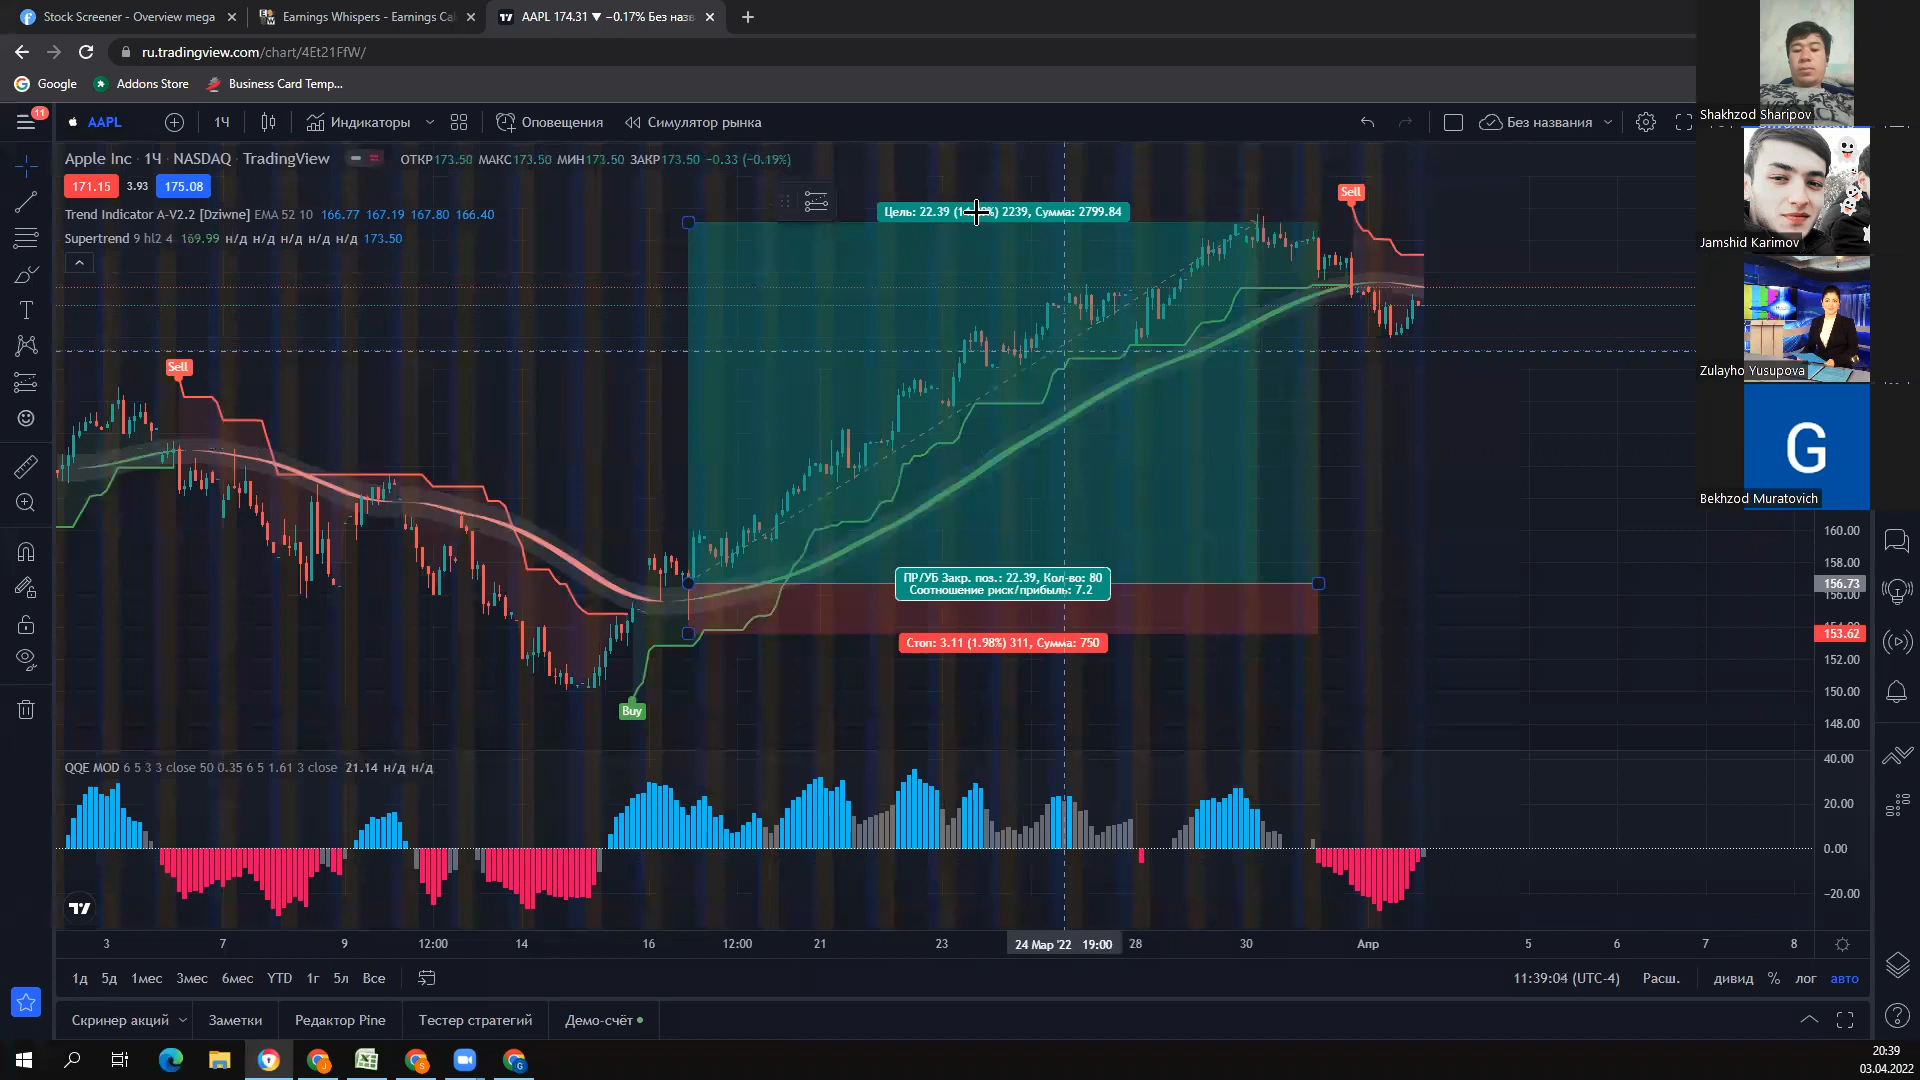 Stock Screener - Overview mega
Earnings Whispers - Earnings Cal
AAPL 174.31 ▼ −0.17% Без назв
ru.tradingview.com/chart/4Et21FfW/
Google
Addons Store
Business Card Temp...
Shakhzod Sharipov
11
AAPL
1Ч
Индикаторы
Оповещения
Симулятор рынка
Без названия
Apple Inc · 1Ч · NASDAQ · TradingView
ОТКР173.50 МАКС173.50 МИН173.50 ЗАКР173.50 −0.33 (−0.19%)
171.15
3.93
175.08
Trend Indicator A-V2.2 [Dziwne] EMA 52 10 166.77 167.19 167.80 166.40
Supertrend 9 hl2 4 169.99 н/д н/д н/д н/д н/д 173.50
Цель: 22.39 2239, Сумма: 2799.84
Sell
Jamshid Karimov
Sell
Zulayho Yusupova
G
Bekhzod Muratovich
ПР/УБ Закр. поз.: 22.39, Кол-во: 80
Соотношение риск/прибыль: 7.2
Стоп: 3.11 (1.98%) 311, Сумма: 750
Buy
160.00
158.00
156.73
156.00
153.62
152.00
150.00
148.00
QQE MOD 6 5 3 3 close 50 0.35 6 5 1.61 3 close 21.14 н/д н/д
40.00
20.00
0.00
−20.00
3
7
9
12:00
14
16
12:00
21
23
24 Мар '22 19:00
28
30
Апр
5
6
7
8
1д
5д
1мес
3мес
6мес
YTD
1г
5л
Все
11:39:04 (UTC-4)
Расш.
дивид
%
лог
авто
Скринер акций
Заметки
Редактор Pine
Тестер стратегий
Демо-счёт
20:39
03.04.2022